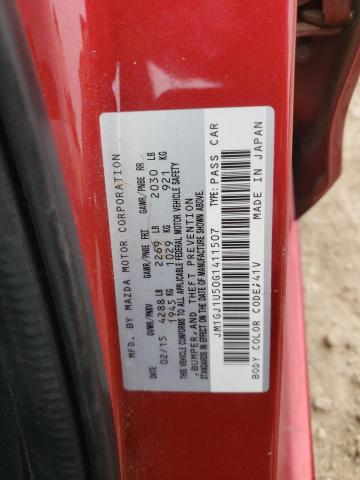 MFD. BY MAZDA MOTOR CORPORATION
GVWR/PNBV GAWR/PNBE FRT GAWR/PNBE RR
02/15 4288 LB 2269 LB 2030 LB
1945 KG 1029 KG 921 KG
THIS VEHICLE CONFORMS TO ALL APPLICABLE FEDERAL MOTOR VEHICLE SAFETY
, BUMPER, AND THEFT PREVENTION
STANDARDS IN EFFECT ON THE DATE OF MANUFACTURE SHOWN ABOVE.
JM1GJ1U50G1411507 TYPE: PASS CAR
BODY COLOR CODE: 41V MADE IN JAPAN